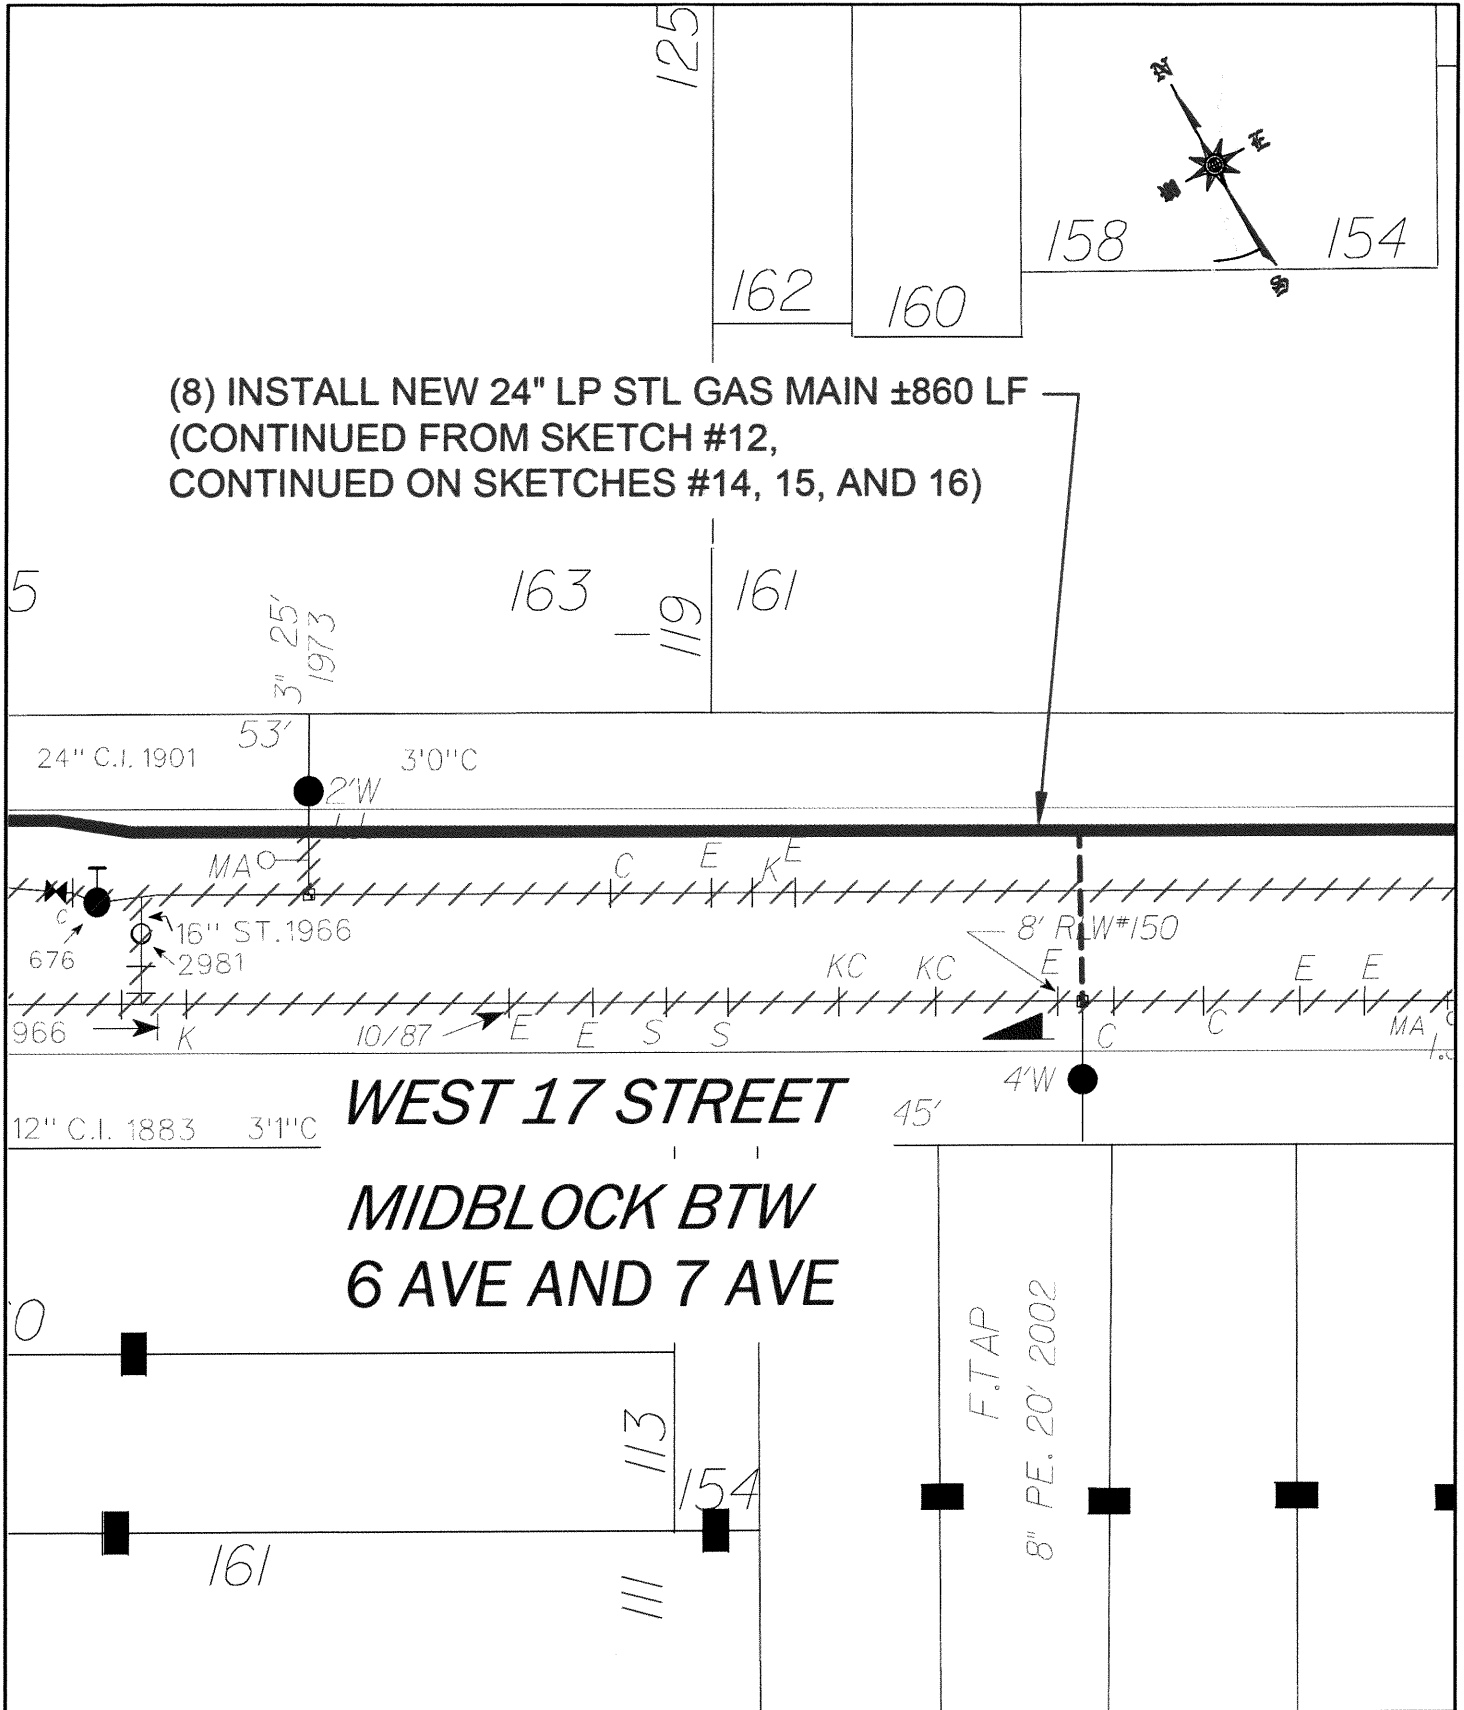 125
N
E
W
S
158
154
162
160
(8) INSTALL NEW 24" LP STL GAS MAIN ±860 LF
(CONTINUED FROM SKETCH #12,
CONTINUED ON SKETCHES #14, 15, AND 16)
5
163
119
161
3" 25'
1973
53'
24" C.I. 1901
3'0"C
2'W
MA
C
E
K
E
c
676
16" ST.1966
2981
8' R/W#150
E
KC
KC
E
E
966
K
10/87
E
E
S
S
C
C
MA
4'W
12" C.I. 1883
3'1"C
45'
WEST 17 STREET
MIDBLOCK BTW
6 AVE AND 7 AVE
0
F.TAP
8" PE. 20' 2002
113
154
161
111